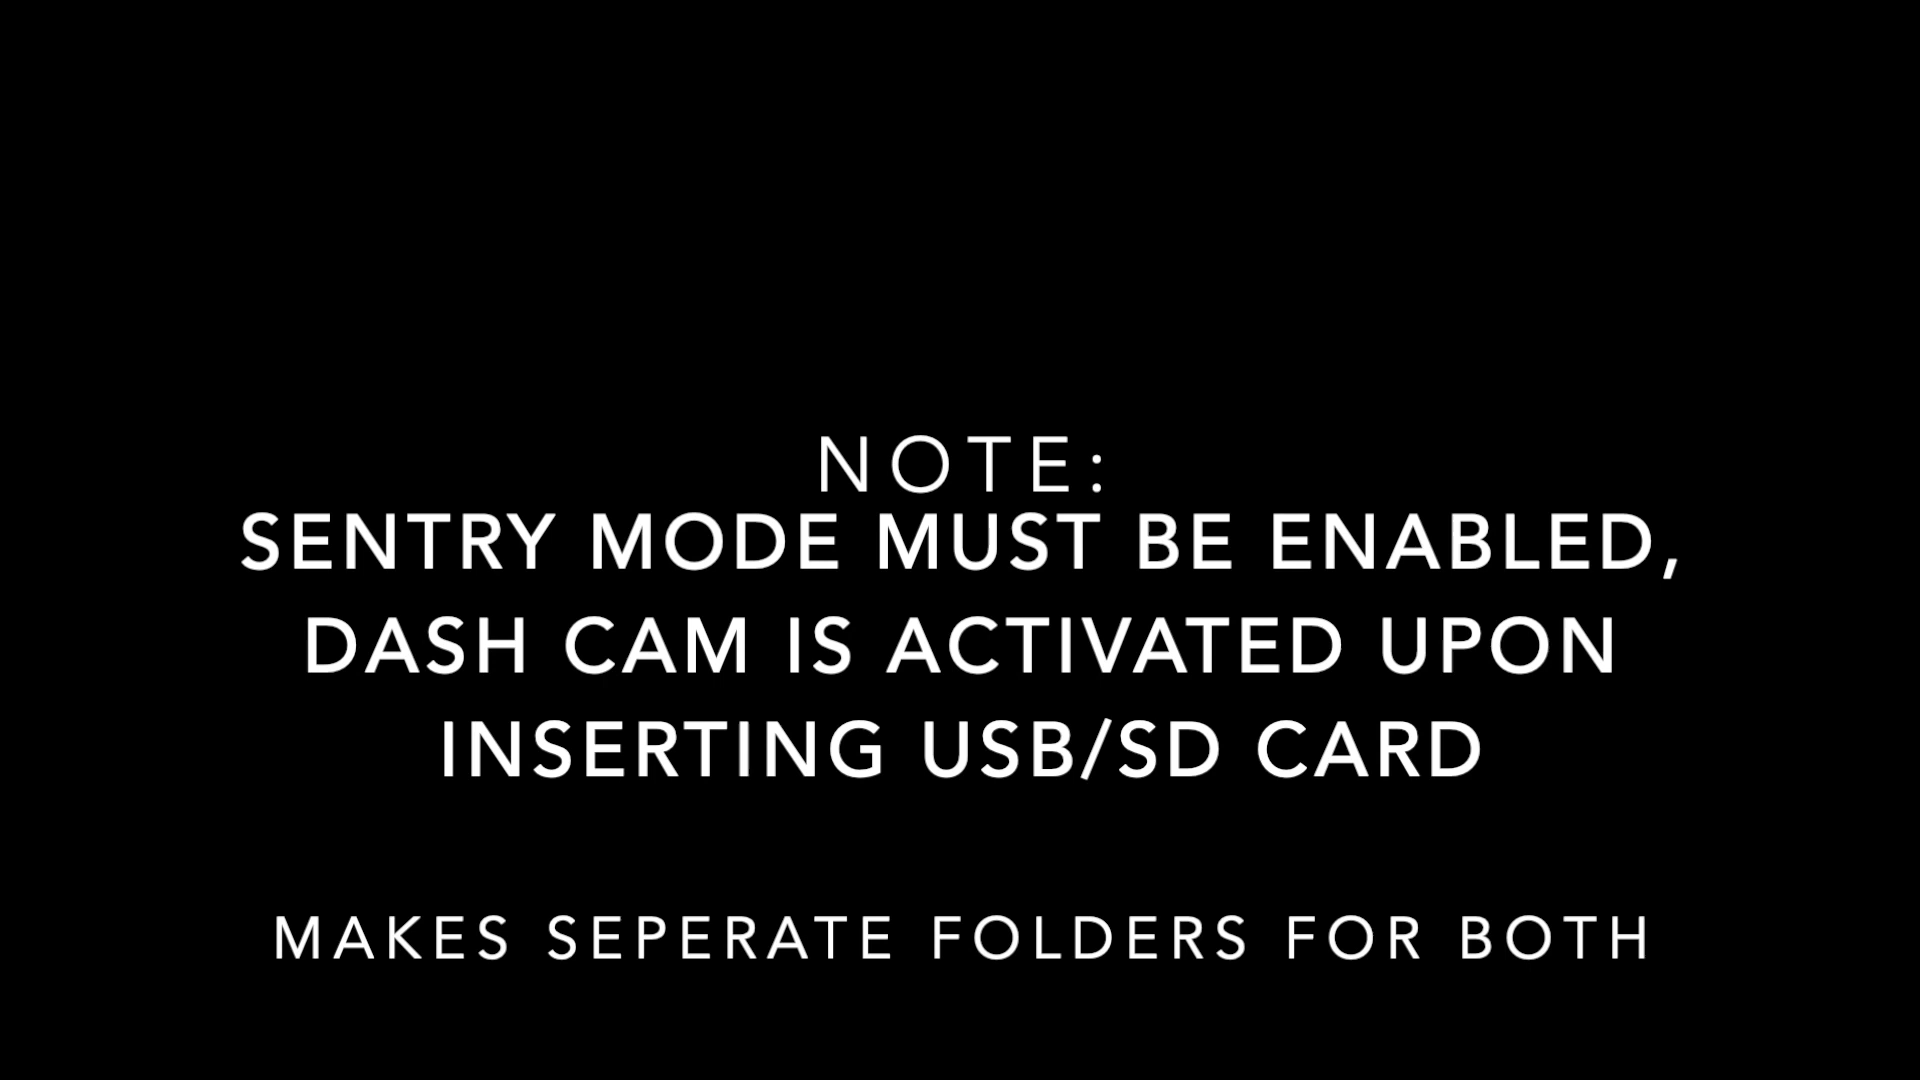 NOTE:
SENTRY MODE MUST BE ENABLED,
DASH CAM IS ACTIVATED UPON
INSERTING USB/SD CARD
MAKES SEPERATE FOLDERS FOR BOTH